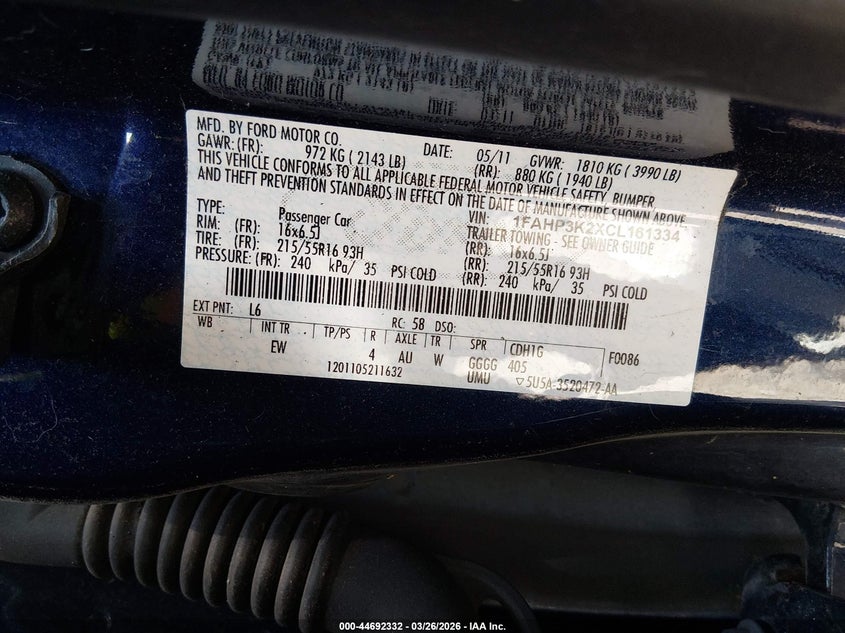 MFD. BY FORD MOTOR CO. DATE: 05/11 GVWR: 1810 KG ( 3990 LB)
GAWR: (FR): 972 KG ( 2143 LB) (RR): 880 KG ( 1940 LB)
THIS VEHICLE CONFORMS TO ALL APPLICABLE FEDERAL MOTOR VEHICLE SAFETY, BUMPER
AND THEFT PREVENTION STANDARDS IN EFFECT ON THE DATE OF MANUFACTURE SHOWN ABOVE
VIN: 1FAHP3K2XCL161334
TYPE: Passenger Car TRAILER TOWING - SEE OWNER GUIDE
RIM: (FR): 16x6.5J (RR): 16x6.5J
TIRE: (FR): 215/55R16 93H (RR): 215/55R16 93H
PRESSURE: (FR): 240 kPa/ 35 PSI COLD (RR): 240 kPa/ 35 PSI COLD
EXT PNT: L6 RC: 58 DSO:
WB INT TR TP/PS R AXLE TR SPR CDH1G F0086
EW 4 AU W GGGG 405
UMU
1201105211632 5U5A-3520472-AA
000-44692332 / 03/26/2026 - IAA Inc.